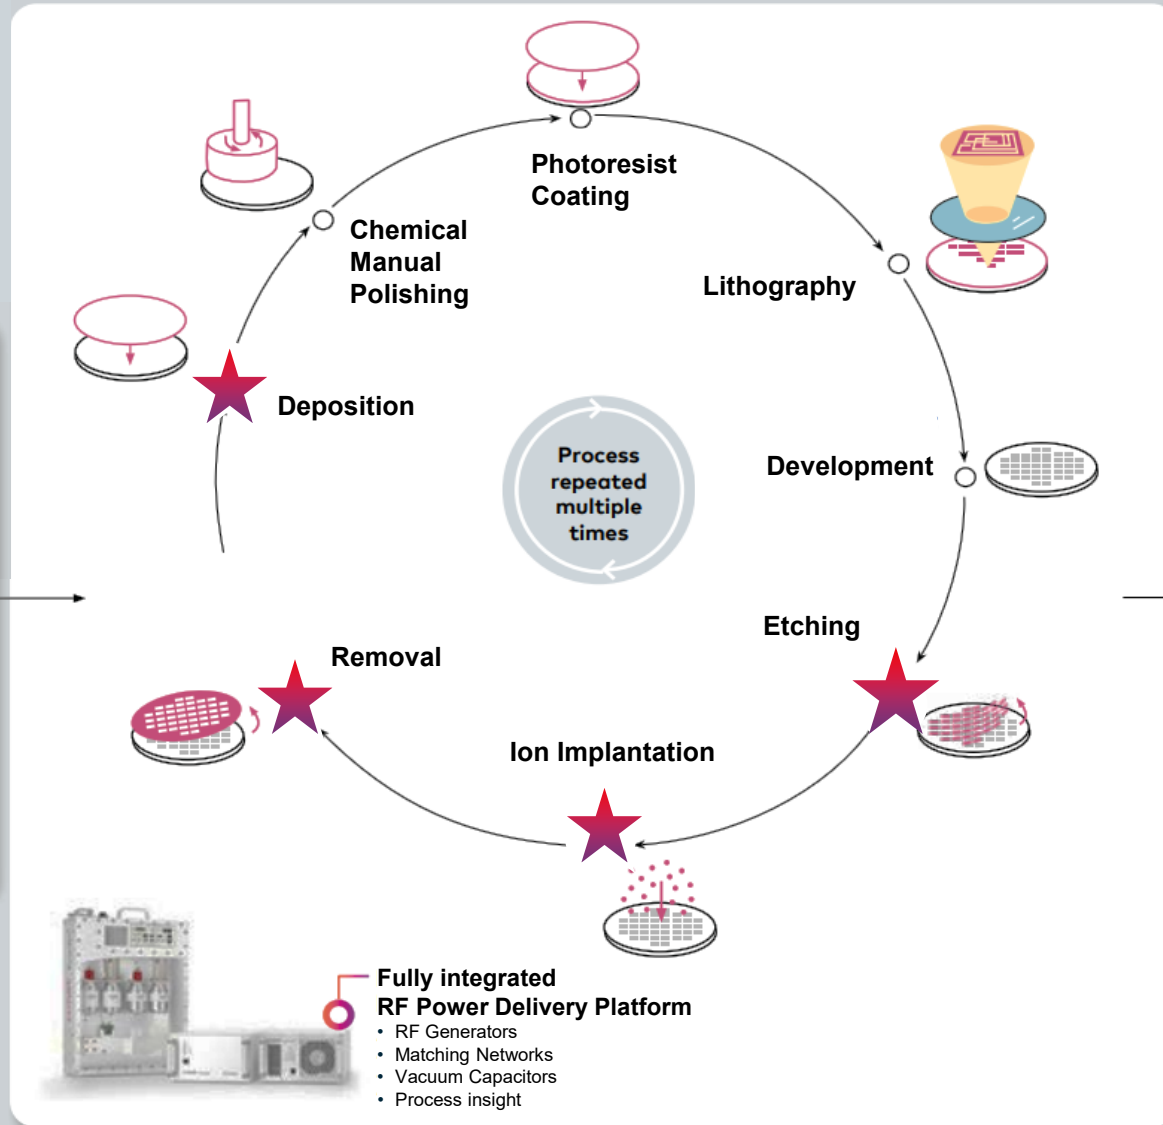 Photoresist
Coating
Chemical
Manual
Polishing
Lithography
Deposition
Process
repeated
multiple
times
Development
Etching
Removal
Ion Implantation
Fully integrated
RF Power Delivery Platform
• RF Generators
• Matching Networks
• Vacuum Capacitors
• Process insight